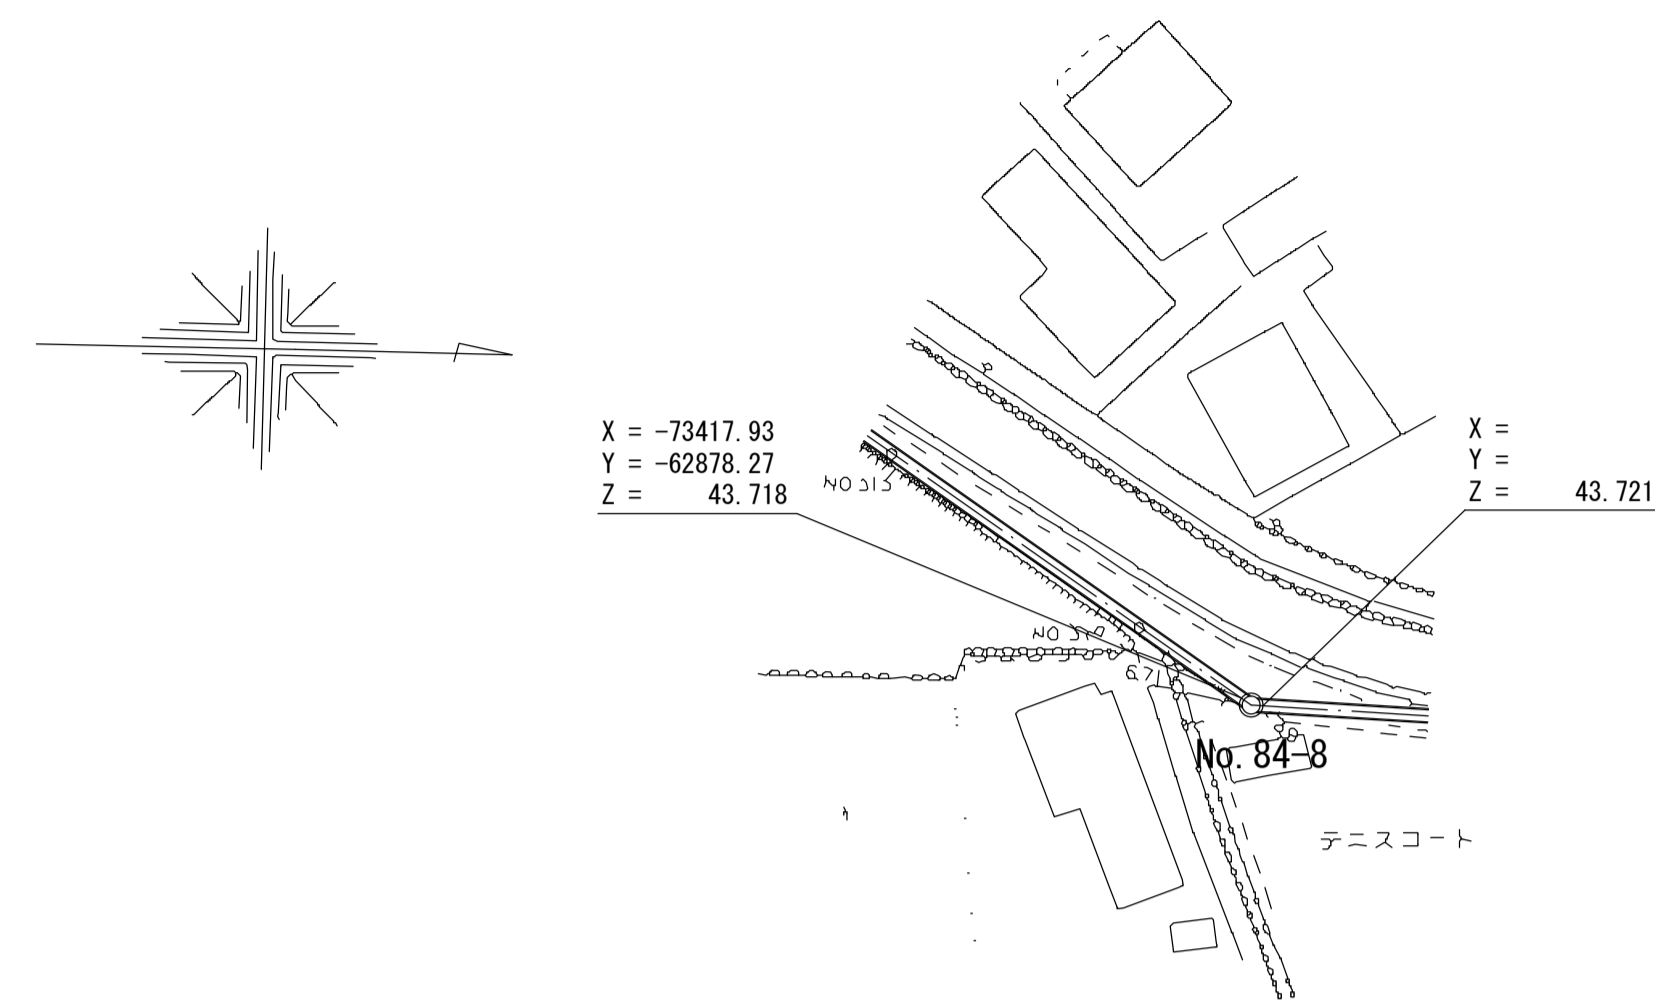 X = -73417.93
Y = -62878.27
Z = 43.718
X =
Y =
Z = 43.721
No. 84-8
テニスコート